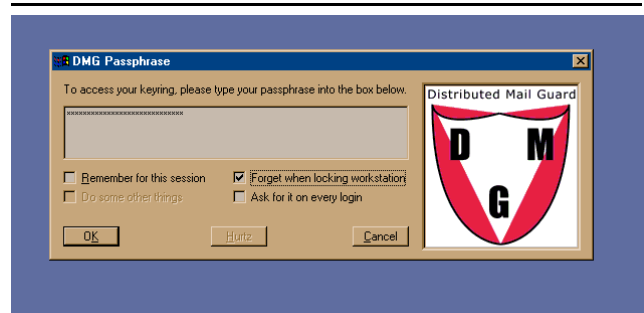 DMG Passphrase
To access your keyring, please type your passphrase into the box below.
*****************************
Remember for this session
Forget when locking workstation
Do some other things
Ask for it on every login
OK
Hurtz
Cancel
Distributed Mail Guard
D M
G